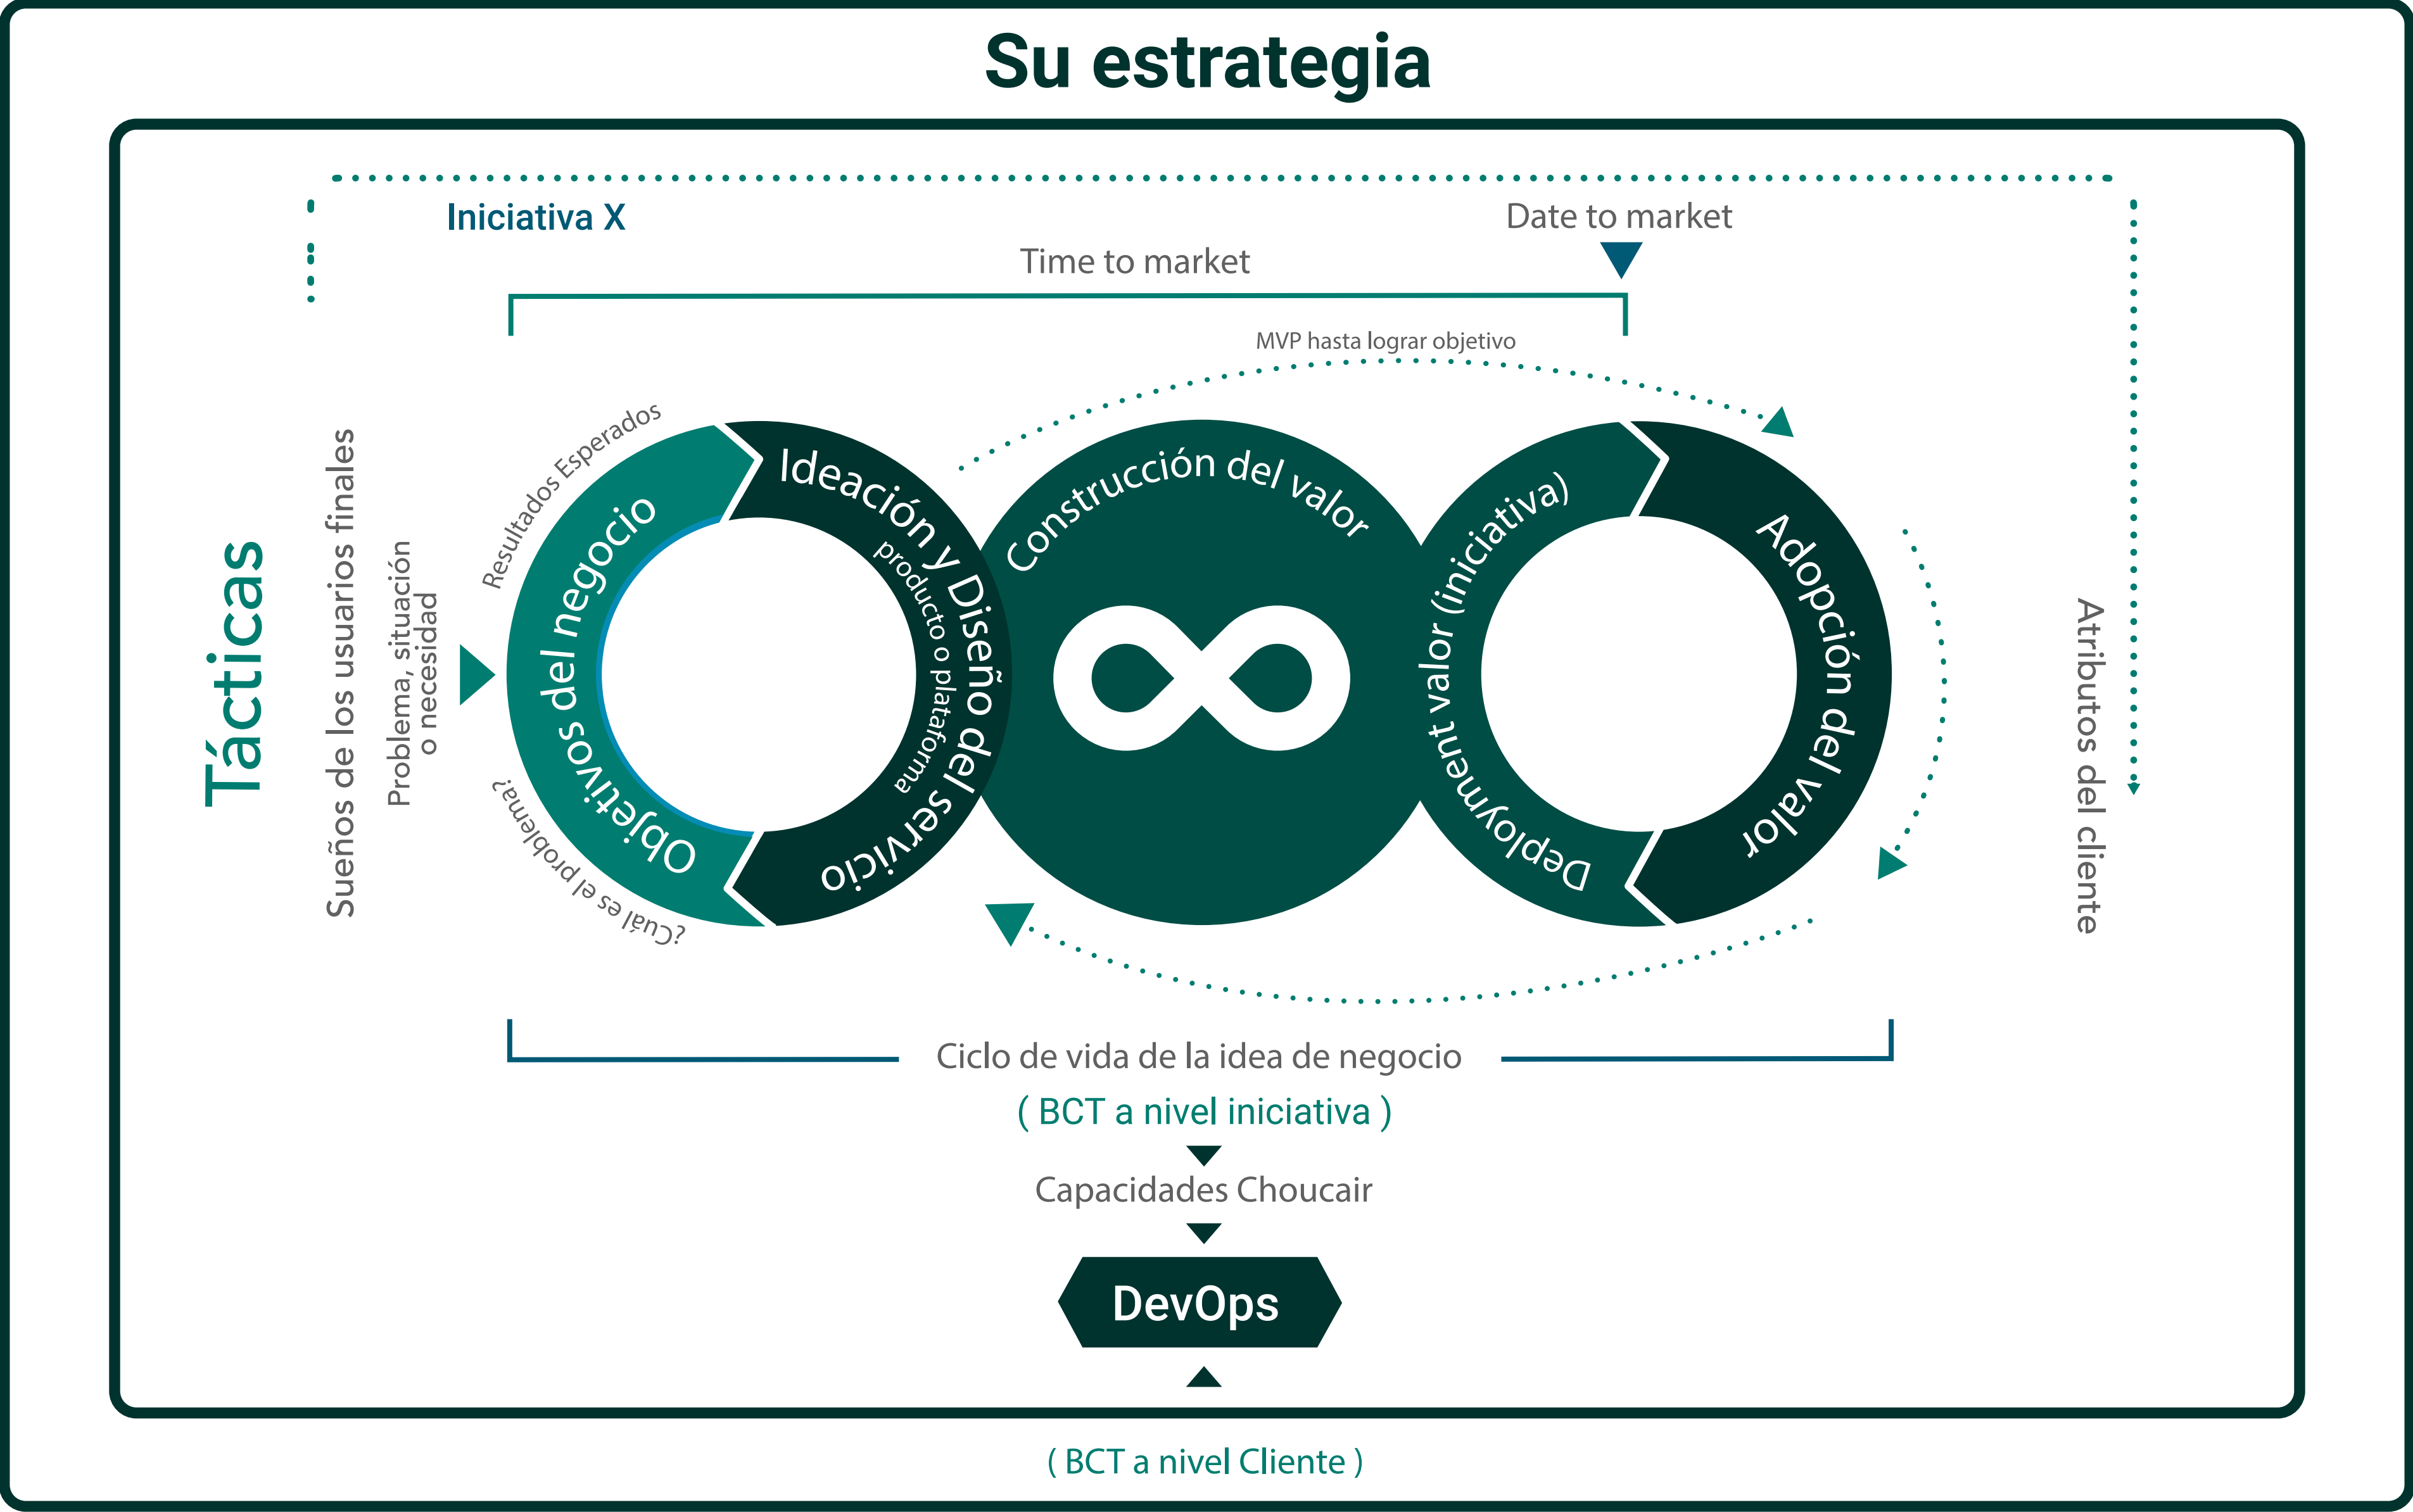 Su estrategia
Iniciativa X
Date to market
Time to market
MVP hasta lograr objetivo
Tácticas
Sueños de los usuarios finales
Problema, situación
o necesidad
Resultados Esperados
Objetivos del negocio
?Cuál es el problema?
Ideación y Diseño del servicio
producto o plataforma
Construcción del valor
Deployment valor (iniciativa)
Adopción del valor
Atributos del cliente
Ciclo de vida de la idea de negocio
( BCT a nivel iniciativa )
Capacidades Choucair
DevOps
( BCT a nivel Cliente )